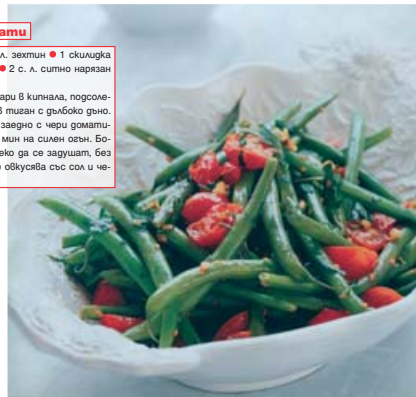 ати
л. зехтин ● 1 скилидка
● 2 с. л. ситно нарязан
ари в кипнала, подсоле-
в тиган с дълбоко дъно.
заедно с чери домати-
мин на силен огън. Бо-
еко да се задушат, без
е овкусява със сол и че-